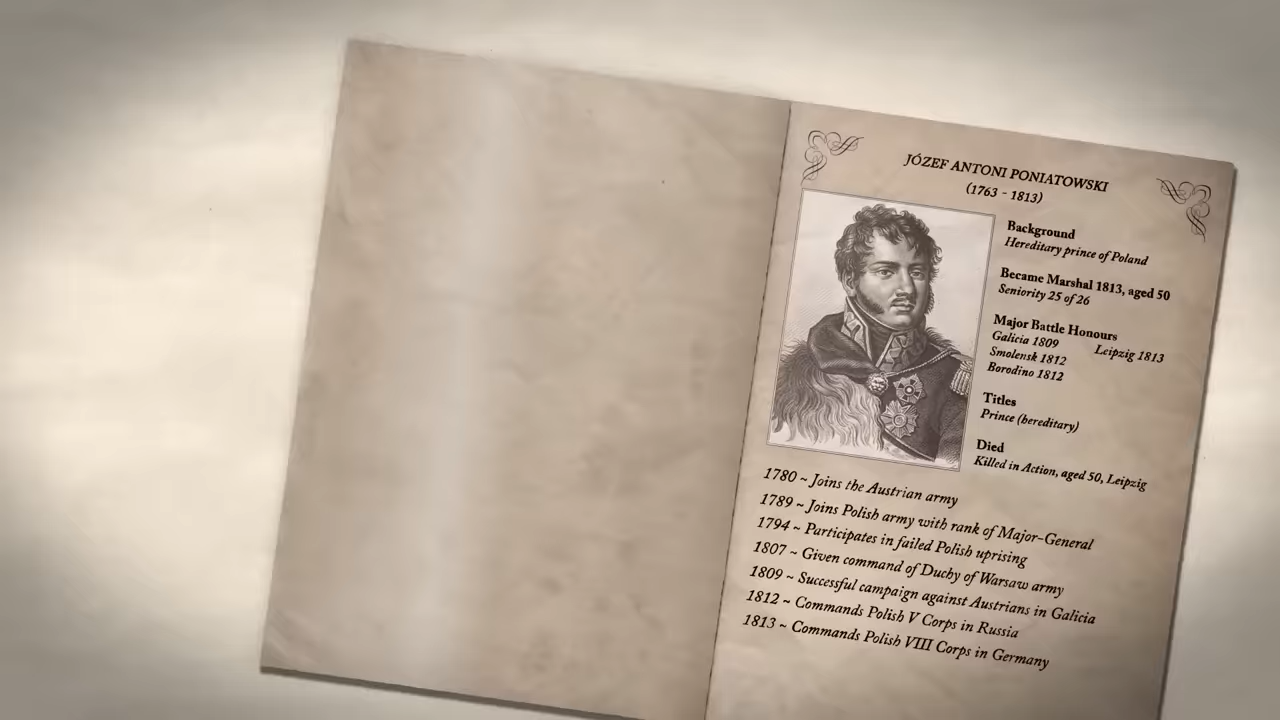 JÓZEF ANTONI PONIATOWSKI
(1763 - 1813)
Background
Hereditary prince of Poland
Became Marshal 1813, aged 50
Seniority 25 of 26
Major Battle Honours
Galicia 1809 Leipzig 1813
Smolensk 1812
Borodino 1812
Titles
Prince (hereditary)
Died
Killed in Action, aged 50, Leipzig
1780 ~ Joins the Austrian army
1789 ~ Joins Polish army with rank of Major-General
1794 ~ Participates in failed Polish uprising
1807 ~ Given command of Duchy of Warsaw army
1809 ~ Successful campaign against Austrians in Galicia
1812 ~ Commands Polish V Corps in Russia
1813 ~ Commands Polish VIII Corps in Germany